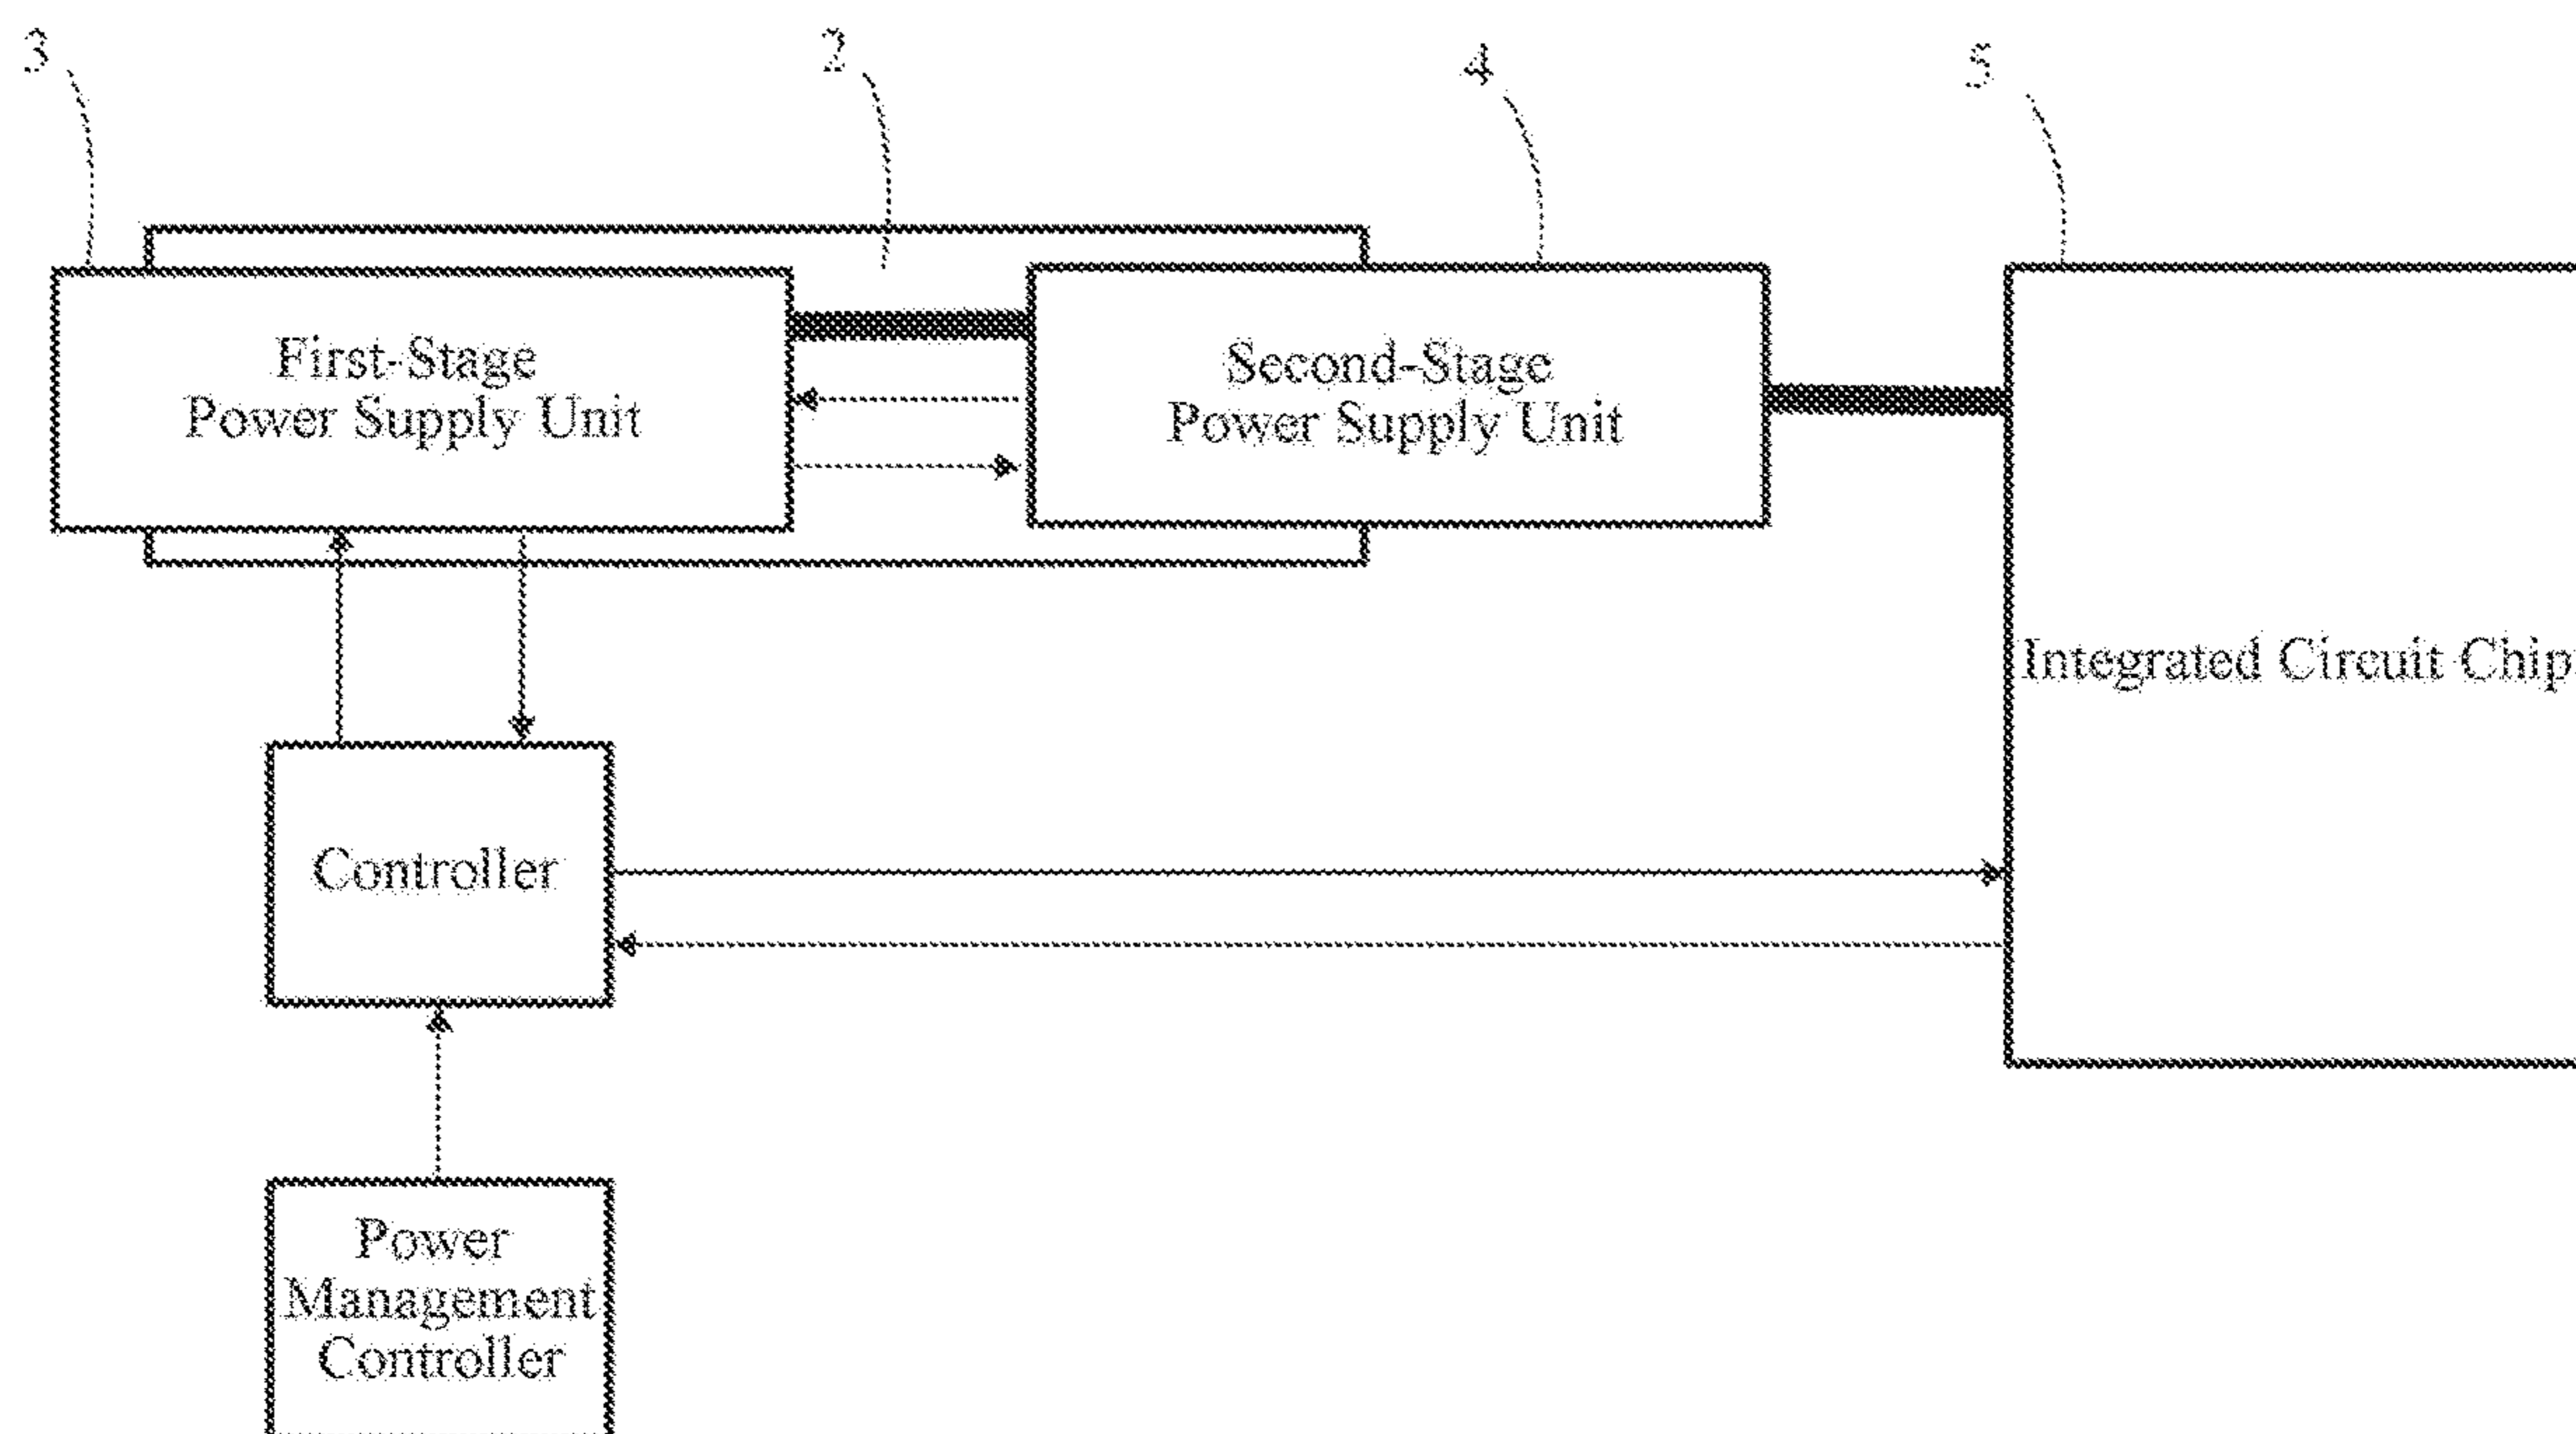 3
2
4
5
First-Stage
Power Supply Unit
Second-Stage
Power Supply Unit
Integrated Circuit Chip
Controller
Power
Management
Controller